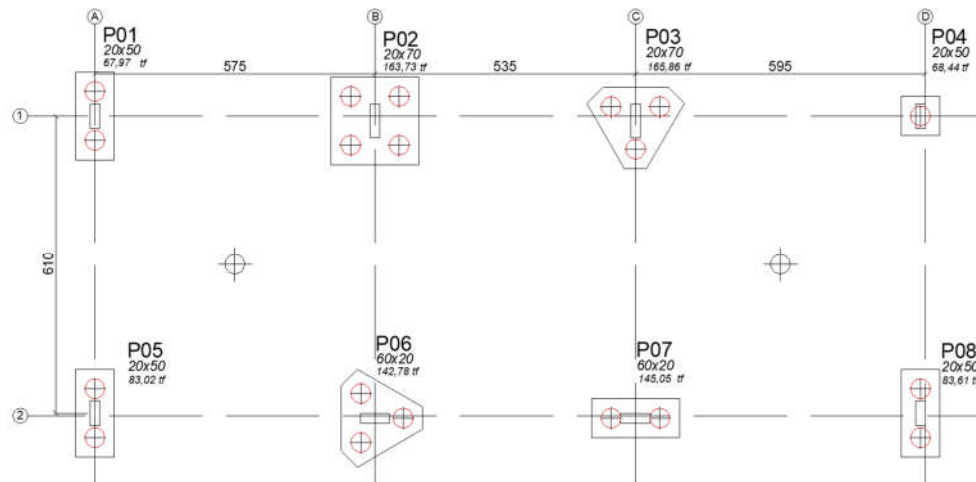 A
B
C
D
P01
20x50
67,97 tf
P02
20x70
163,73 tf
P03
20x70
165,86 tf
P04
20x50
68,44 tf
575
535
595
1
610
P05
20x50
83,02 tf
P06
60x20
142,78 tf
P07
60x20
145,05 tf
P08
20x50
83,61 tf
2